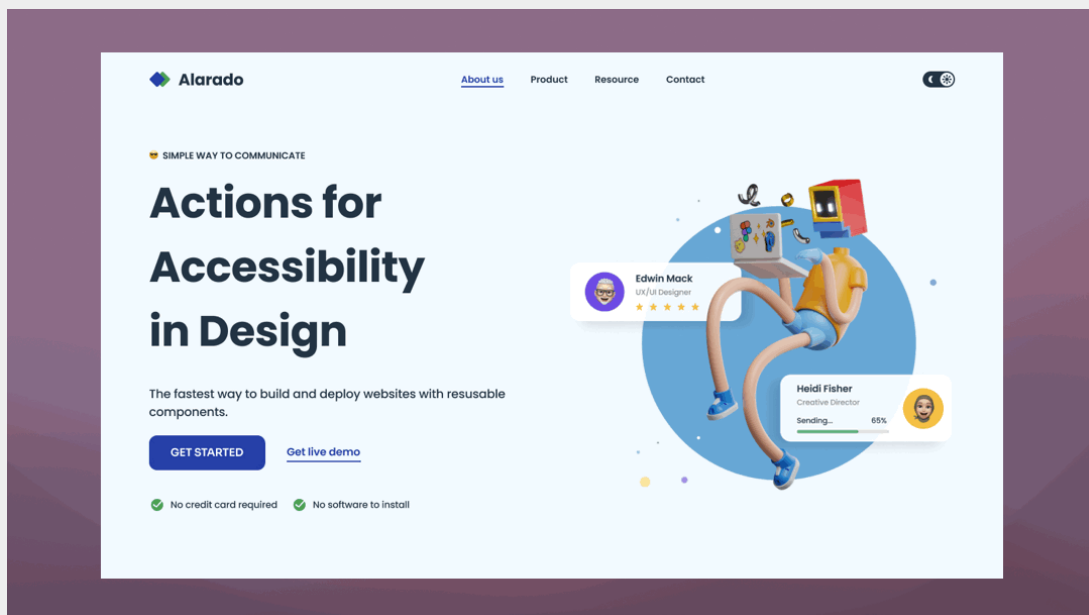 Alarado
About us
Product
Resource
Contact
😎 SIMPLE WAY TO COMMUNICATE
Actions for
Accessibility
in Design
The fastest way to build and deploy websites with resusable
components.
GET STARTED
Get live demo
No credit card required
No software to install
Edwin Mack
UX/UI Designer
Heidi Fisher
Creative Director
Sending...
65%